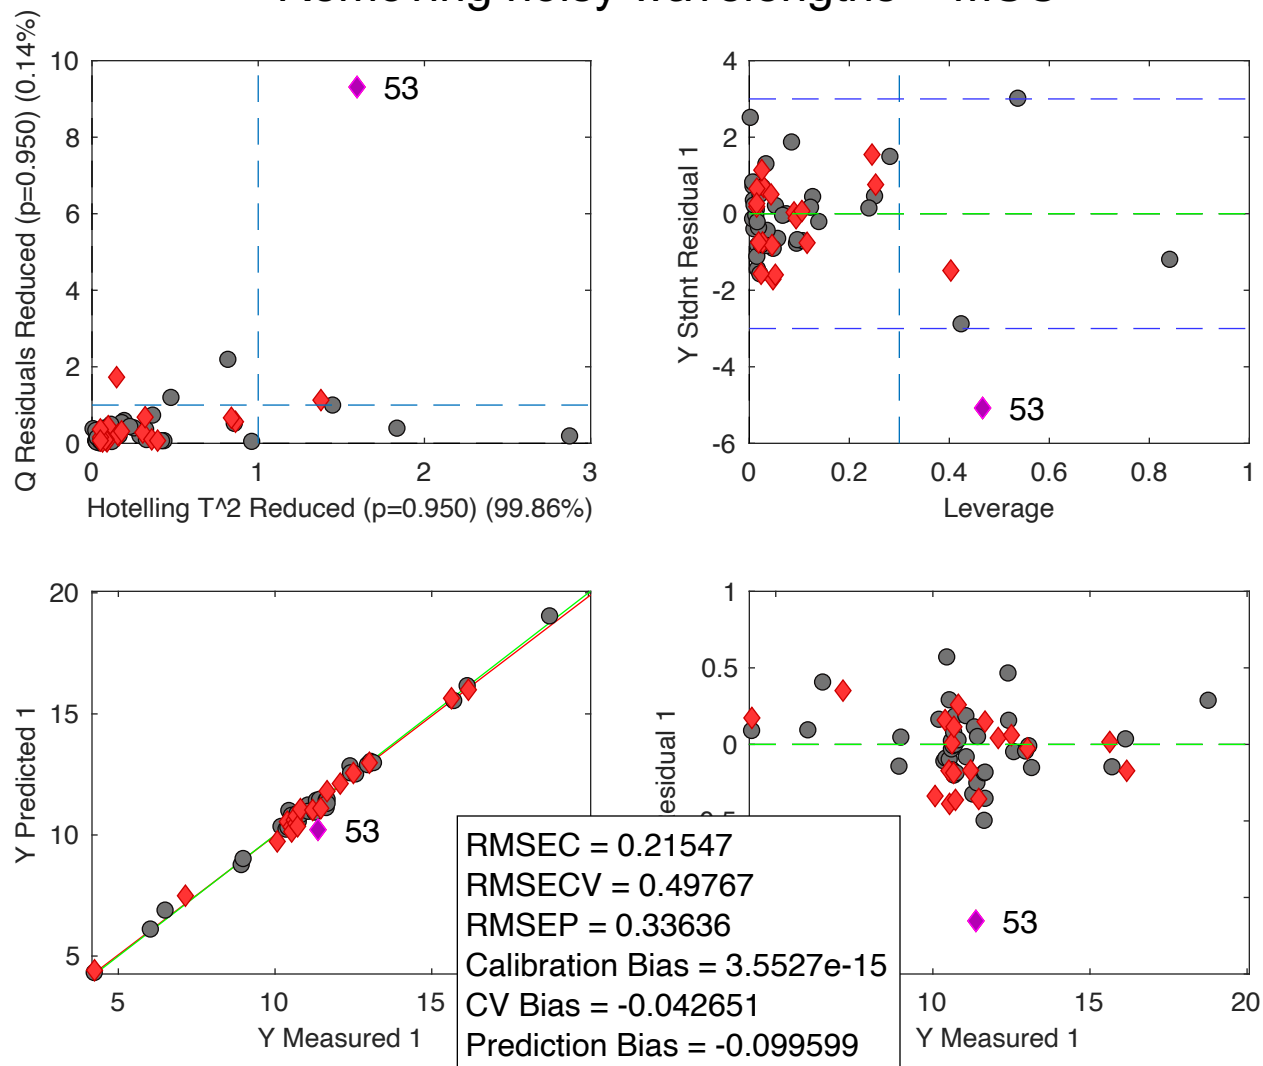 10
8
6
4
2
0
Q Residuals Reduced (p=0.950) (0.14%)
53
0
1
2
3
Hotelling T^2 Reduced (p=0.950) (99.86%)
4
2
0
-2
-4
-6
Y Stdnt Residual 1
53
0
0.2
0.4
0.6
0.8
1
Leverage
20
15
10
5
Y Predicted 1
53
5
10
15
Y Measured 1
1
0.5
0
esidual 1
53
10
15
20
Y Measured 1
RMSEC = 0.21547
RMSECV = 0.49767
RMSEP = 0.33636
Calibration Bias = 3.5527e-15
CV Bias = -0.042651
Prediction Bias = -0.099599